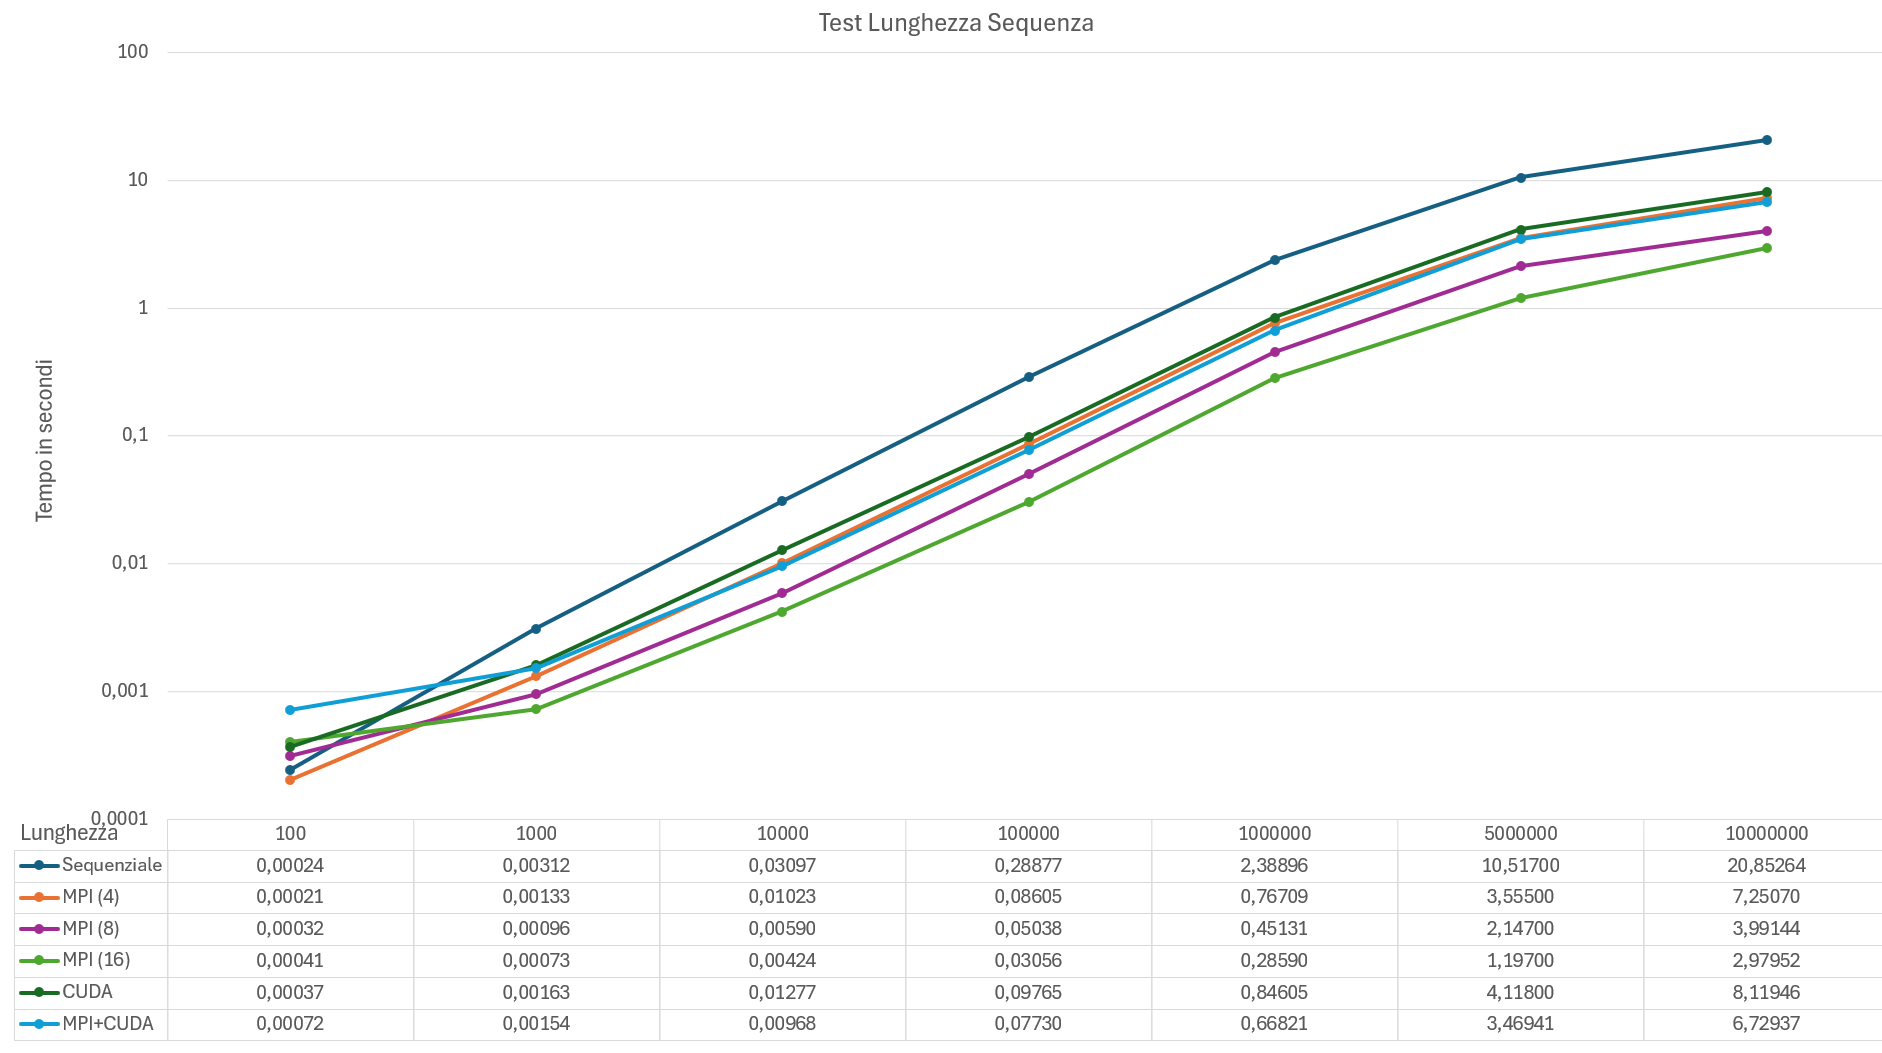 Test Lunghezza Sequenza
100
10
1
0,1
0,01
0,001
0,0001
Tempo in secondi
Lunghezza 100 1000 10000 100000 1000000 5000000 10000000
Sequenziale 0,00024 0,00312 0,03097 0,28877 2,38896 10,51700 20,85264
MPI (4) 0,00021 0,00133 0,01023 0,08605 0,76709 3,55500 7,25070
MPI (8) 0,00032 0,00096 0,00590 0,05038 0,45131 2,14700 3,99144
MPI (16) 0,00041 0,00073 0,00424 0,03056 0,28590 1,19700 2,97952
CUDA 0,00037 0,00163 0,01277 0,09765 0,84605 4,11800 8,11946
MPI+CUDA 0,00072 0,00154 0,00968 0,07730 0,66821 3,46941 6,72937